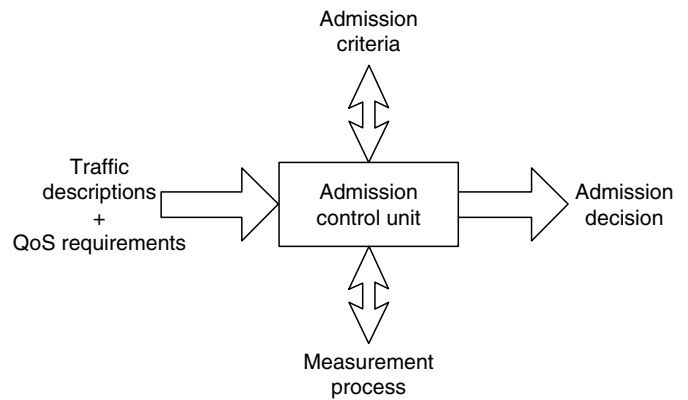 Admission
criteria
Traffic
descriptions
+
QoS requirements
Admission
control unit
Admission
decision
Measurement
process